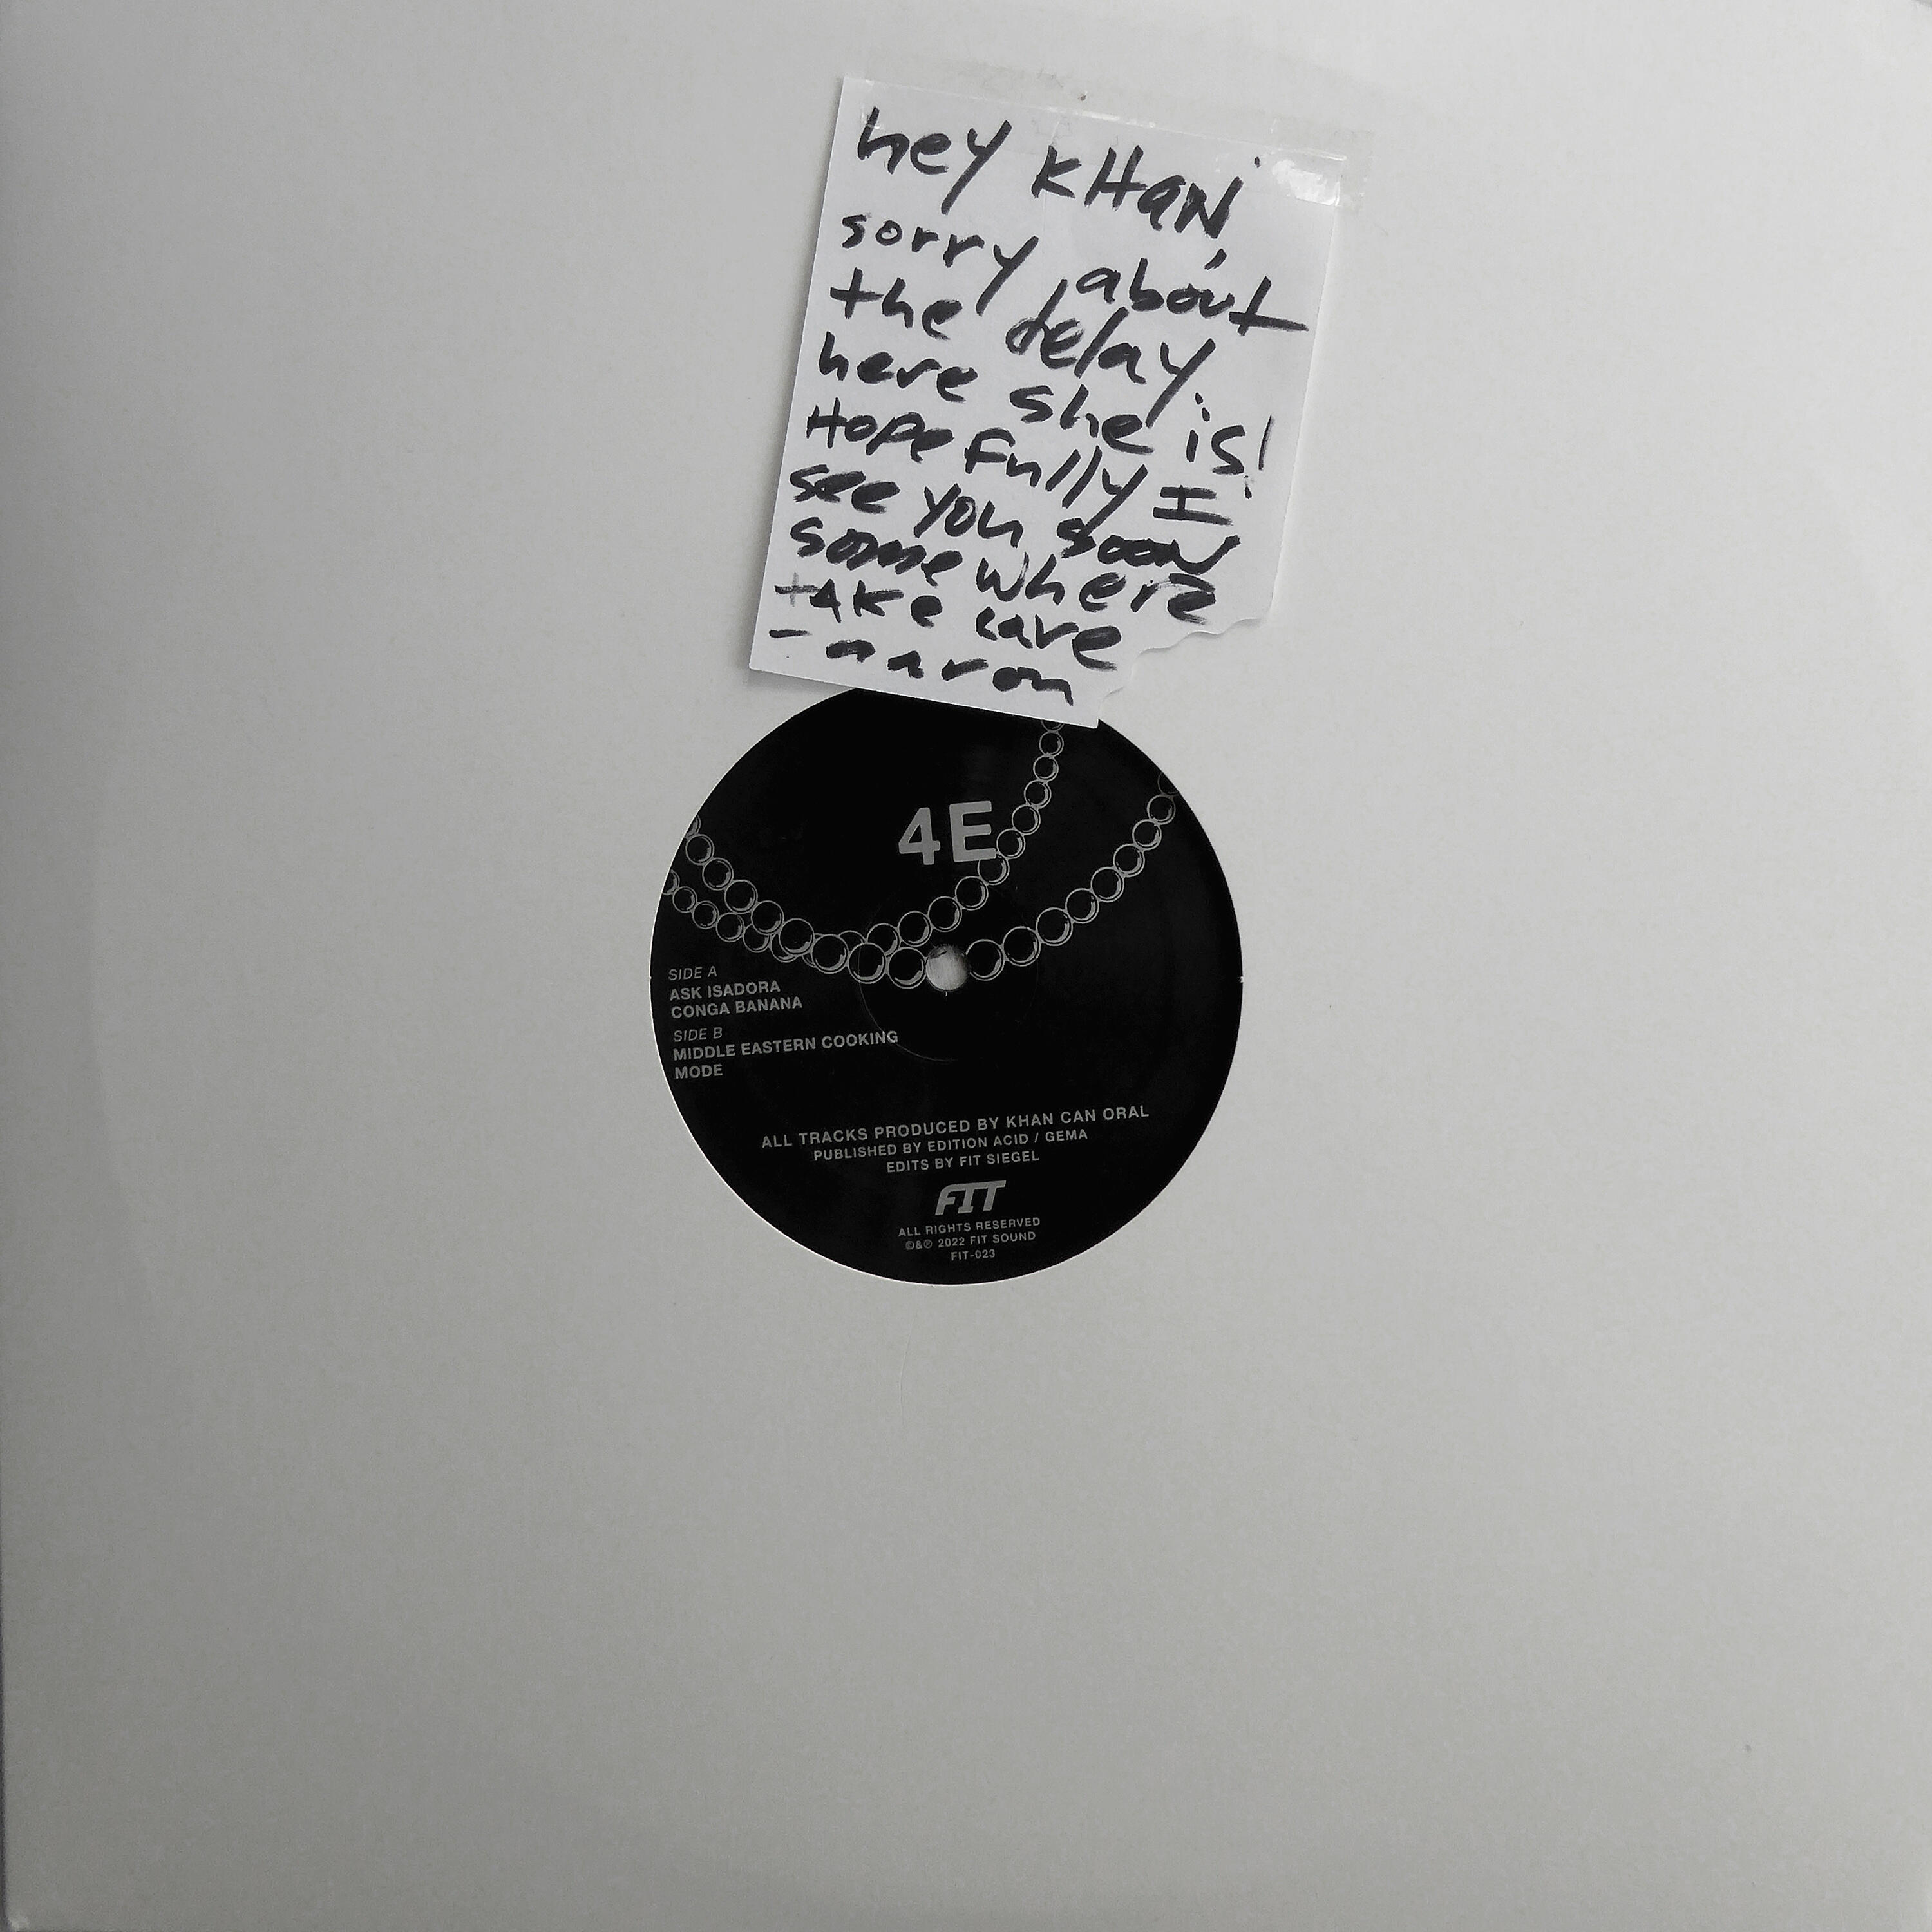 hey KHaN,
sorry about
the delay.
here she is!
Hopefully I
see you soon
somewhere
tAke care
- aaron
4E
SIDE A
ASK ISADORA
CONGA BANANA
SIDE B
MIDDLE EASTERN COOKING
MODE
ALL TRACKS PRODUCED BY KHAN CAN ORAL
PUBLISHED BY EDITION ACID / GEMA
EDITS BY FIT SIEGEL
FIT
ALL RIGHTS RESERVED
©&℗ 2022 FIT SOUND
FIT-023